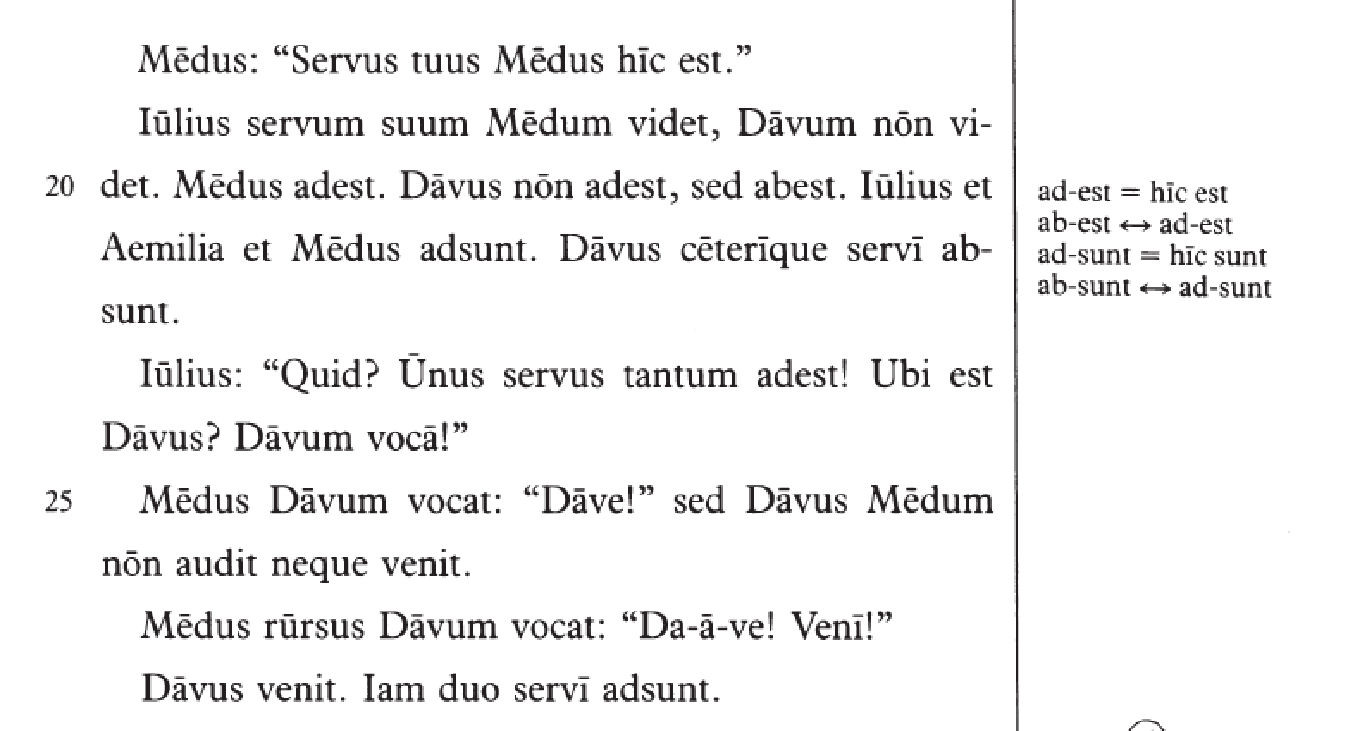 Mēdus: “Servus tuus Mēdus hīc est.”
Iūlius servum suum Mēdum videt, Dāvum nōn vi-
20 det. Mēdus adest. Dāvus nōn adest, sed abest. Iūlius et
Aemilia et Mēdus adsunt. Dāvus cēterīque servī ab-
sunt.
Iūlius: “Quid? Ūnus servus tantum adest! Ubi est
Dāvus? Dāvum vocā!”
25 Mēdus Dāvum vocat: “Dāve!” sed Dāvus Mēdum
nōn audit neque venit.
Mēdus rūrsus Dāvum vocat: “Da-ā-ve! Venī!”
Dāvus venit. Iam duo servī adsunt.
ad-est = hīc est
ab-est ↔ ad-est
ad-sunt = hīc sunt
ab-sunt ↔ ad-sunt